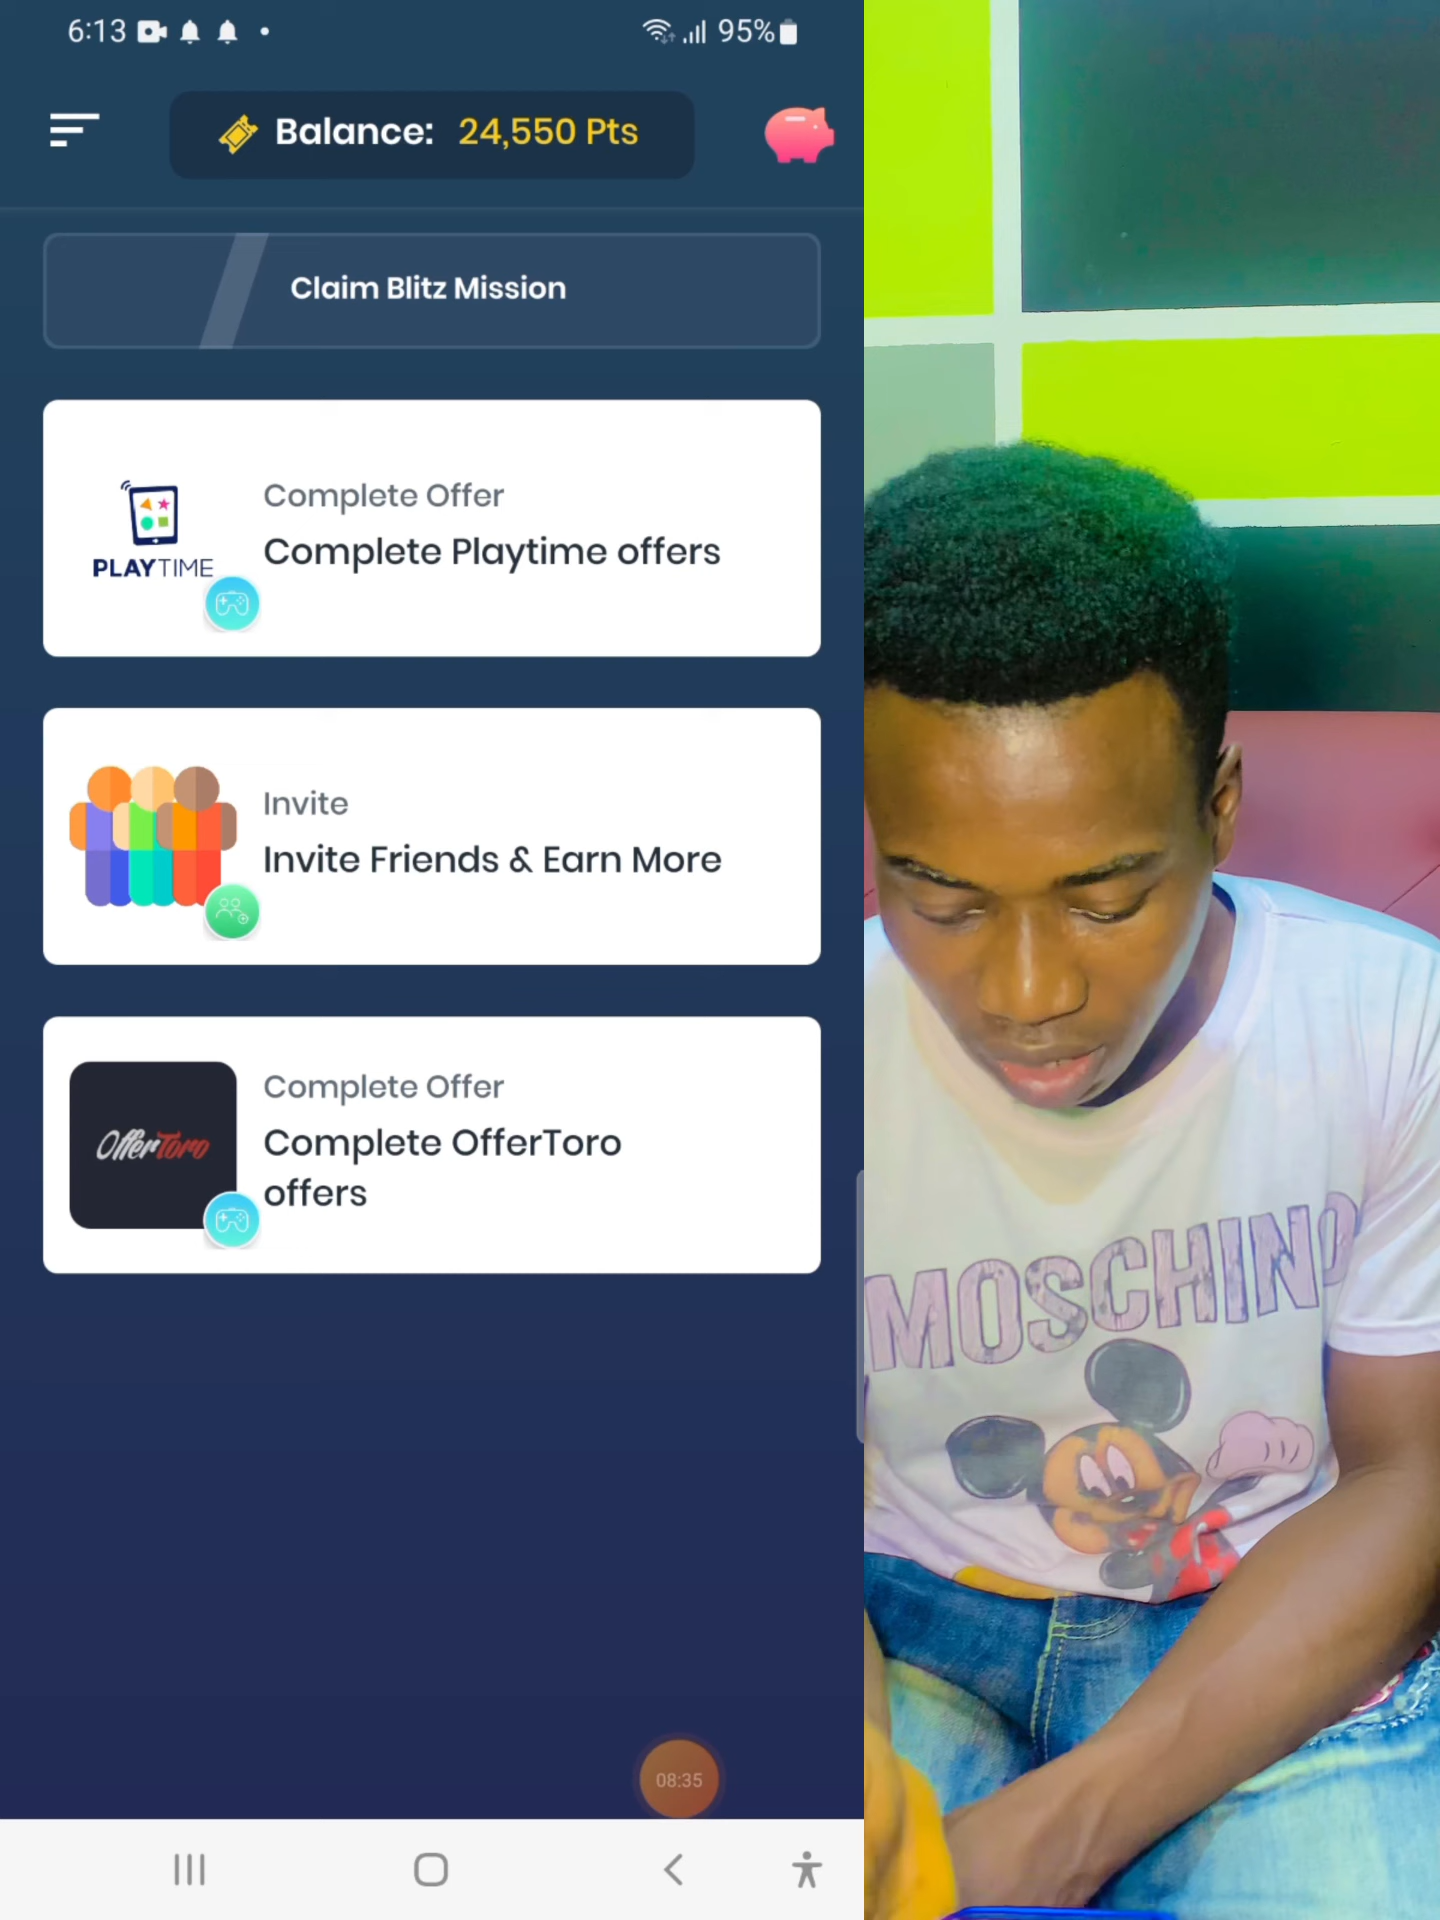 6:13
95%
Balance: 24,550 Pts
Claim Blitz Mission
PLAYTIME
Complete Offer
Complete Playtime offers
Invite
Invite Friends & Earn More
OfferToro
Complete Offer
Complete OfferToro
offers
08:35
MOSCHINO